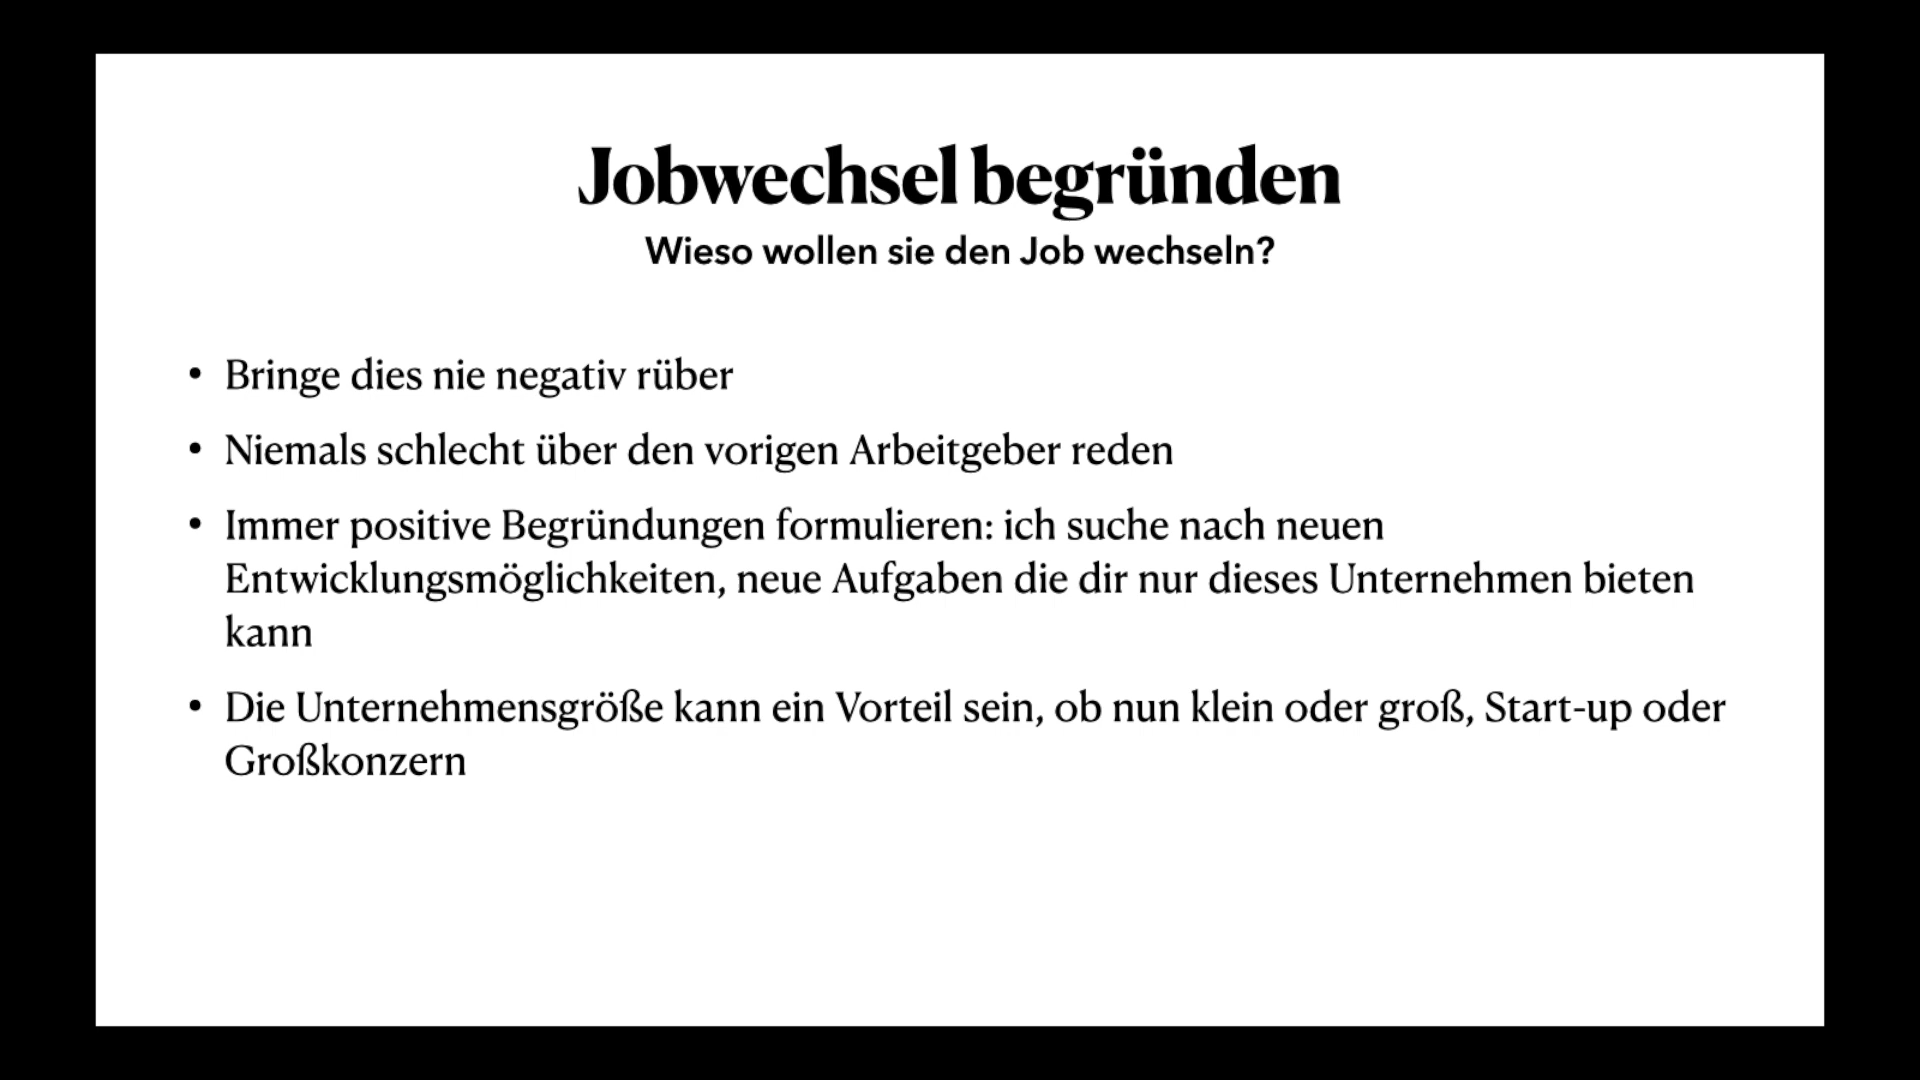 Jobwechsel begründen
Wieso wollen sie den Job wechseln?
• Bringe dies nie negativ rüber
• Niemals schlecht über den vorigen Arbeitgeber reden
• Immer positive Begründungen formulieren: ich suche nach neuen
Entwicklungsmöglichkeiten, neue Aufgaben die dir nur dieses Unternehmen bieten
kann
• Die Unternehmensgröße kann ein Vorteil sein, ob nun klein oder groß, Start-up oder
Großkonzern